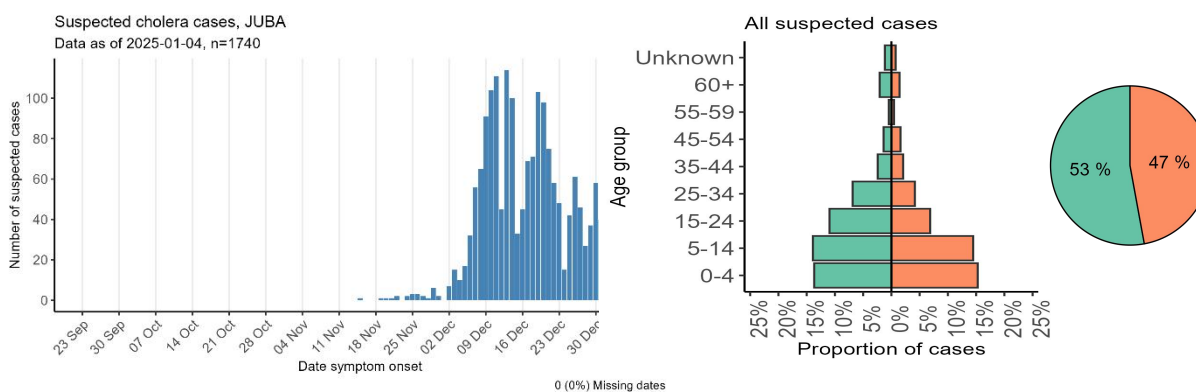 Suspected cholera cases, JUBA
Data as of 2025-01-04, n=1740
Number of suspected cases
100
80
60
40
20
0
23 Sep
30 Sep
07 Oct
14 Oct
21 Oct
28 Oct
04 Nov
11 Nov
18 Nov
25 Nov
02 Dec
09 Dec
16 Dec
23 Dec
30 Dec
Date symptom onset
All suspected cases
Age group
Unknown
60+
55-59
45-54
35-44
25-34
15-24
5-14
0-4
25%
20%
15%
10%
5%
0%
5%
10%
15%
20%
25%
Proportion of cases
53 %
47 %
0 (0%) Missing dates